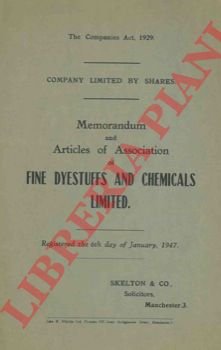 The Companies Act, 1929.
COMPANY LIMITED BY SHARES
Memorandum
and
Articles of Association
FINE DYESTUFFS AND CHEMICALS
LIMITED.
Registered the 6th day of January, 1947.
SKELTON & CO.,
Solicitors,
Manchester 3.
LIBRERIA PIANI